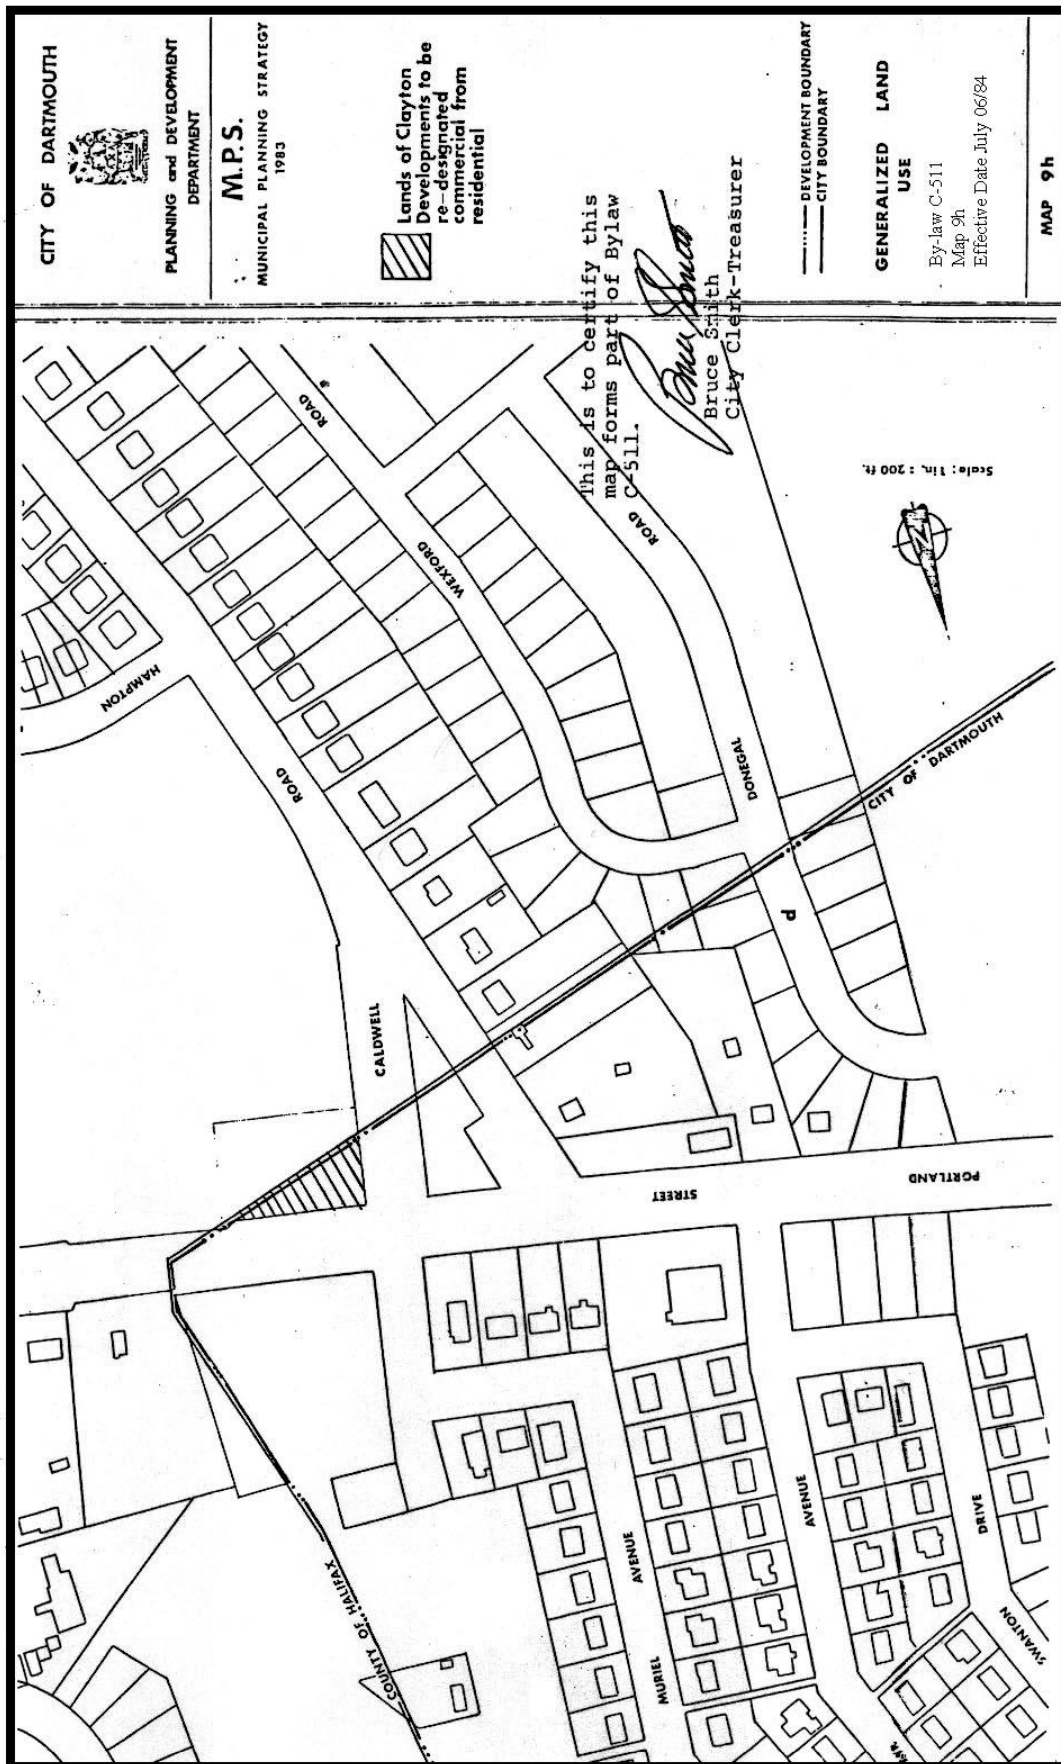 CITY OF DARTMOUTH
PLANNING and DEVELOPMENT
DEPARTMENT
M.P.S.
MUNICIPAL PLANNING STRATEGY
1983
Lands of Clayton
Developments to be
re-designated
commercial from
residential
DEVELOPMENT BOUNDARY
CITY BOUNDARY
GENERALIZED LAND
USE
By-law C-511
Map 9h
Effective Date July 06/84
MAP 9h
This is to certify this
map forms part of Bylaw
C-511.
Bruce Smith
City Clerk-Treasurer
Scale: 1 in. : 200 ft.
N
ROAD
WEXFORD
ROAD
DONEGAL
HAMPTON
ROAD
CALDWELL
CITY OF DARTMOUTH
P
STREET
PORTLAND
COUNTY OF HALIFAX
AVENUE
MURIEL
AVENUE
DRIVE
SWANTON